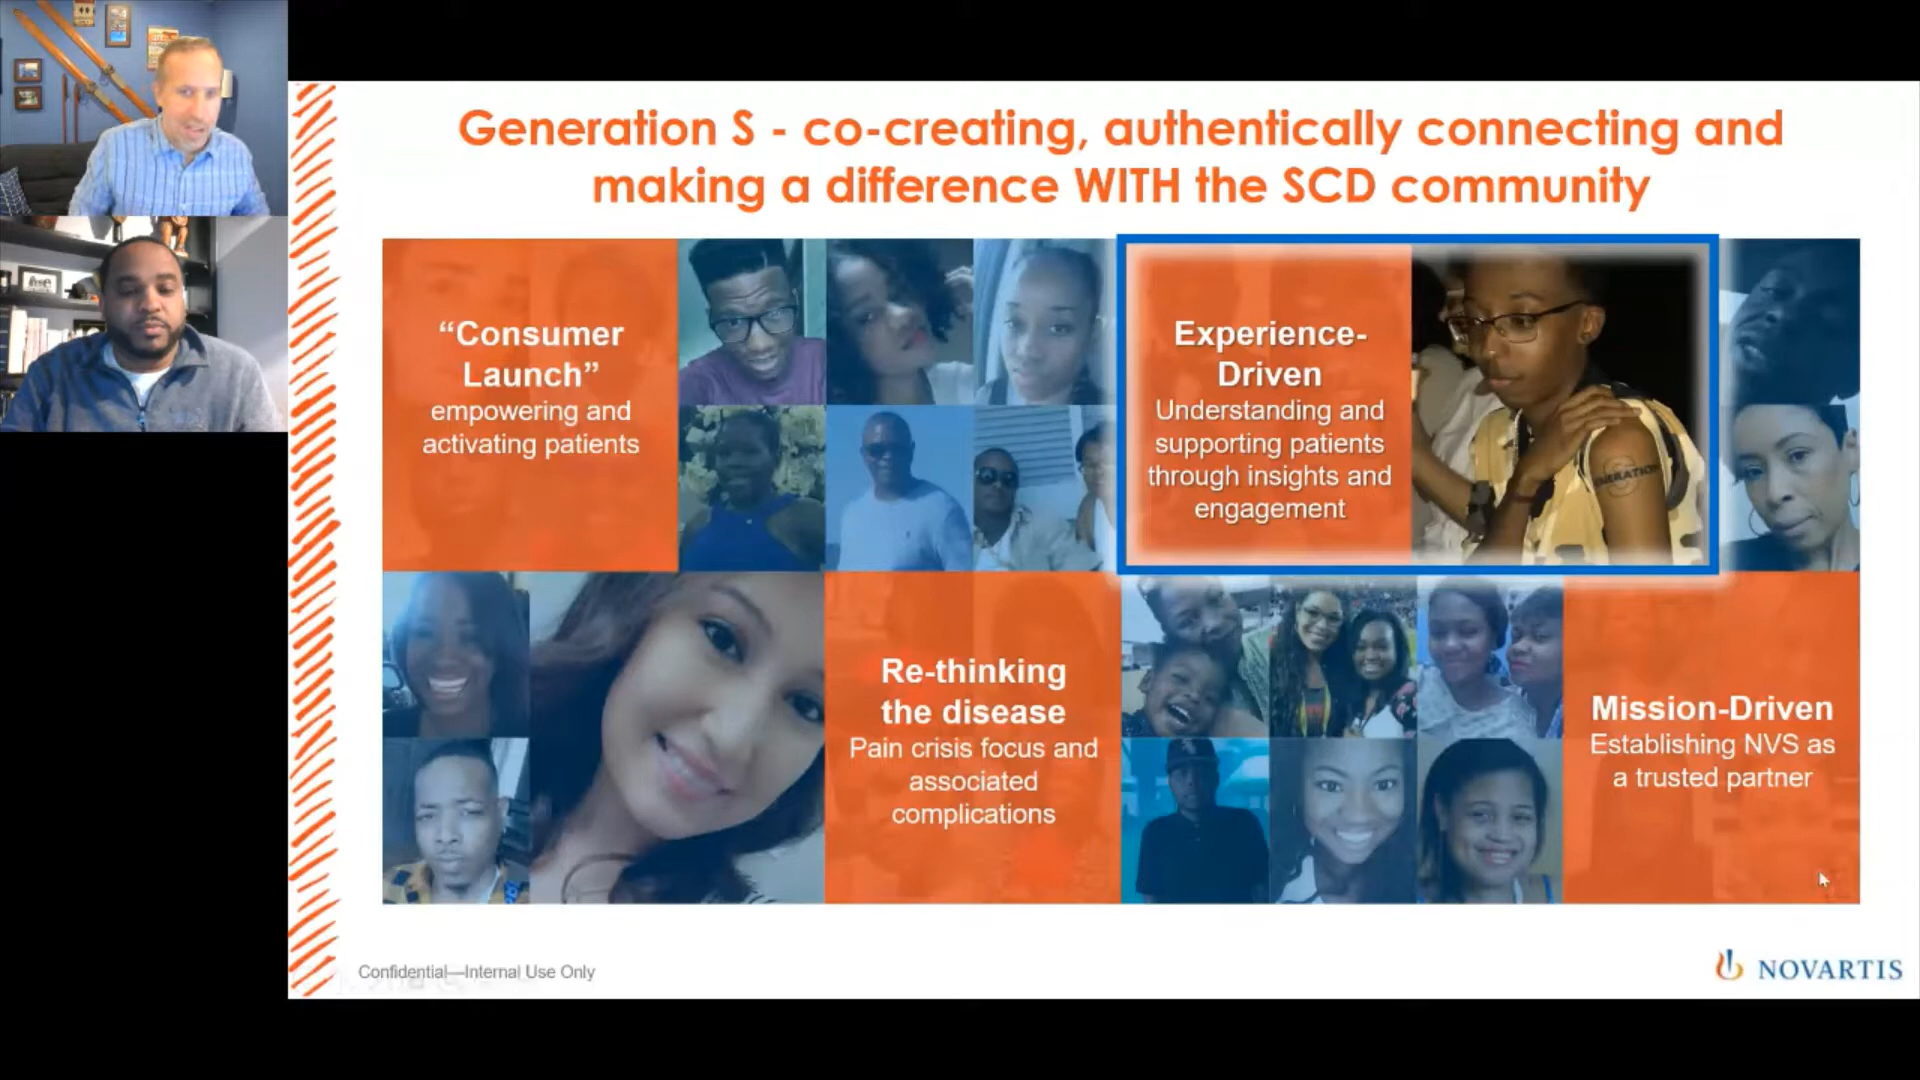 Generation S - co-creating, authentically connecting and
making a difference WITH the SCD community
“Consumer
Launch”
empowering and
activating patients
Experience-
Driven
Understanding and
supporting patients
through insights and
engagement
Re-thinking
the disease
Pain crisis focus and
associated
complications
Mission-Driven
Establishing NVS as
a trusted partner
Confidential—Internal Use Only
NOVARTIS